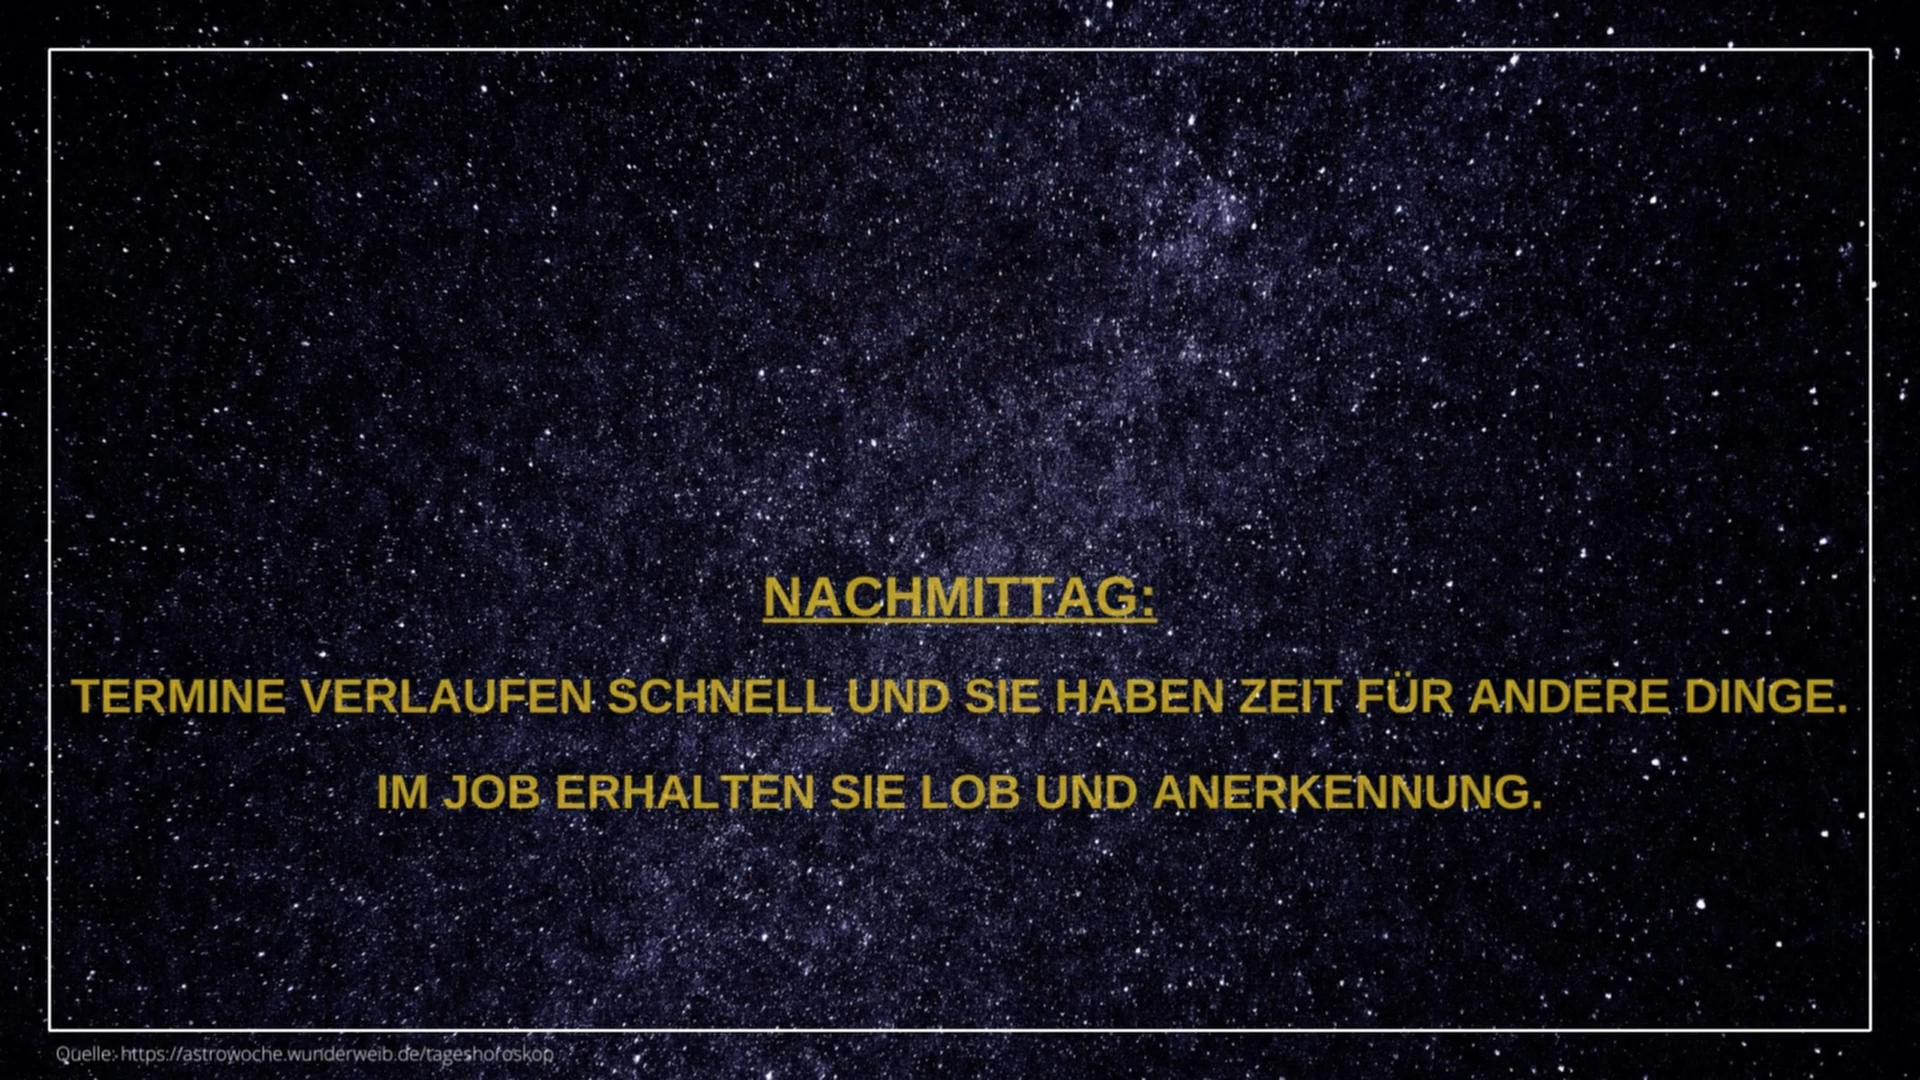 NACHMITTAG:
TERMINE VERLAUFEN SCHNELL UND SIE HABEN ZEIT FÜR ANDERE DINGE.
IM JOB ERHALTEN SIE LOB UND ANERKENNUNG.
Quelle: https://astrowoche.wunderweib.de/tageshoroskop